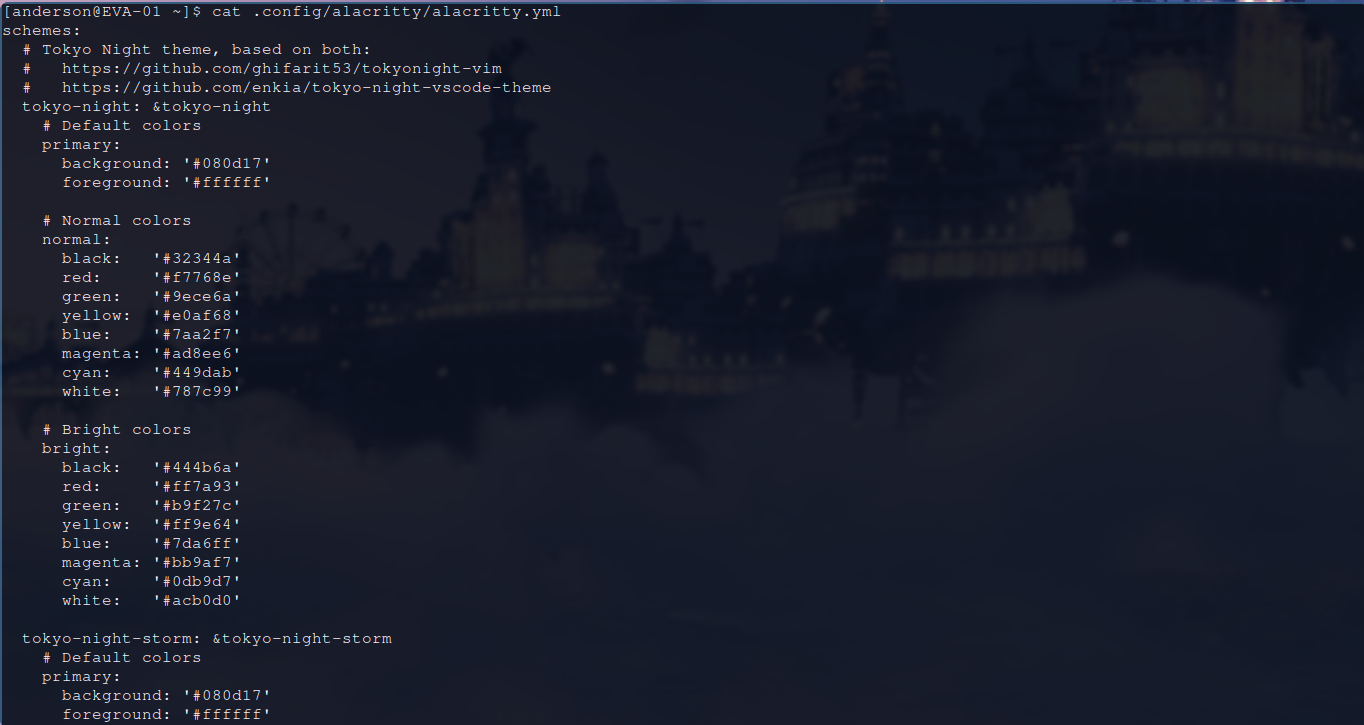 [anderson@EVA-01 ~]$ cat .config/alacritty/alacritty.yml
schemes:
  # Tokyo Night theme, based on both:
  #   https://github.com/ghifarit53/tokyonight-vim
  #   https://github.com/enkia/tokyo-night-vscode-theme
  tokyo-night: &tokyo-night
    # Default colors
    primary:
      background: '#080d17'
      foreground: '#ffffff'

    # Normal colors
    normal:
      black:   '#32344a'
      red:     '#f7768e'
      green:   '#9ece6a'
      yellow:  '#e0af68'
      blue:    '#7aa2f7'
      magenta: '#ad8ee6'
      cyan:    '#449dab'
      white:   '#787c99'

    # Bright colors
    bright:
      black:   '#444b6a'
      red:     '#ff7a93'
      green:   '#b9f27c'
      yellow:  '#ff9e64'
      blue:    '#7da6ff'
      magenta: '#bb9af7'
      cyan:    '#0db9d7'
      white:   '#acb0d0'

  tokyo-night-storm: &tokyo-night-storm
    # Default colors
    primary:
      background: '#080d17'
      foreground: '#ffffff'